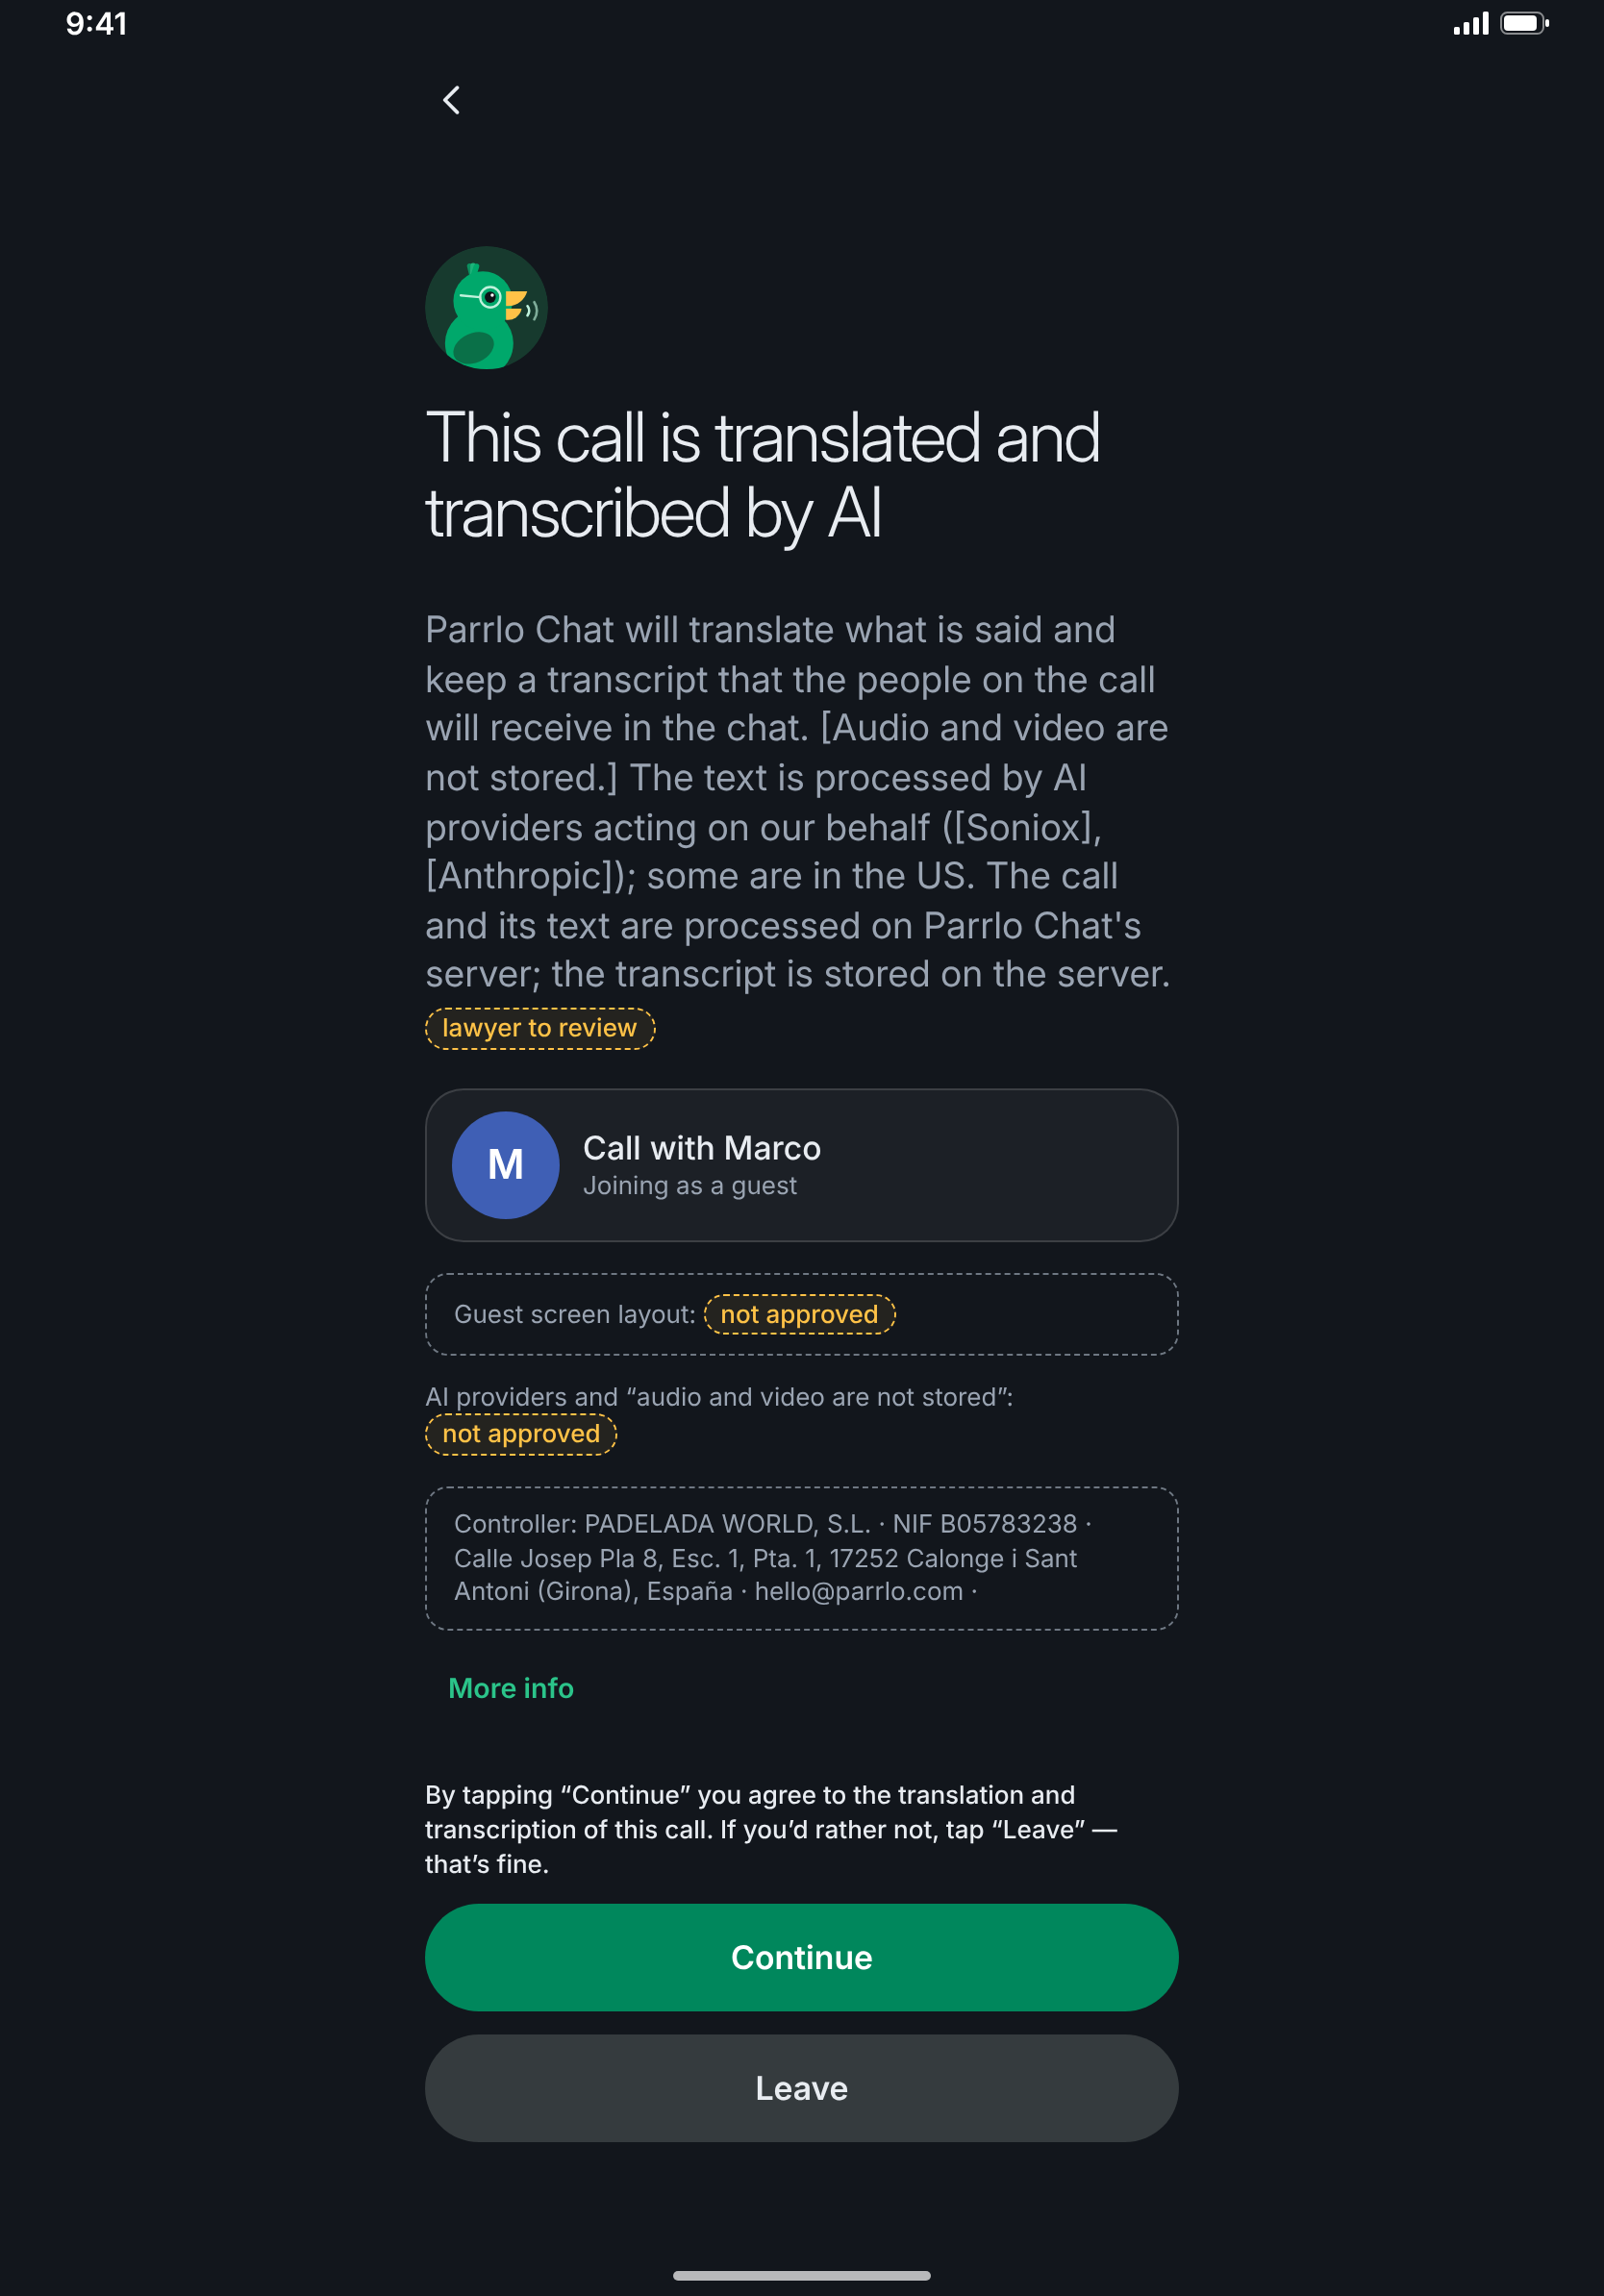 9:41
This call is translated and
transcribed by AI
Parrlo Chat will translate what is said and
keep a transcript that the people on the call
will receive in the chat. [Audio and video are
not stored.] The text is processed by AI
providers acting on our behalf ([Soniox],
[Anthropic]); some are in the US. The call
and its text are processed on Parrlo Chat's
server; the transcript is stored on the server.
lawyer to review
M
Call with Marco
Joining as a guest
Guest screen layout: not approved
AI providers and “audio and video are not stored”:
not approved
Controller: PADELADA WORLD, S.L. · NIF B05783238 ·
Calle Josep Pla 8, Esc. 1, Pta. 1, 17252 Calonge i Sant
Antoni (Girona), España · hello@parrlo.com ·
More info
By tapping “Continue” you agree to the translation and
transcription of this call. If you’d rather not, tap “Leave” —
that’s fine.
Continue
Leave